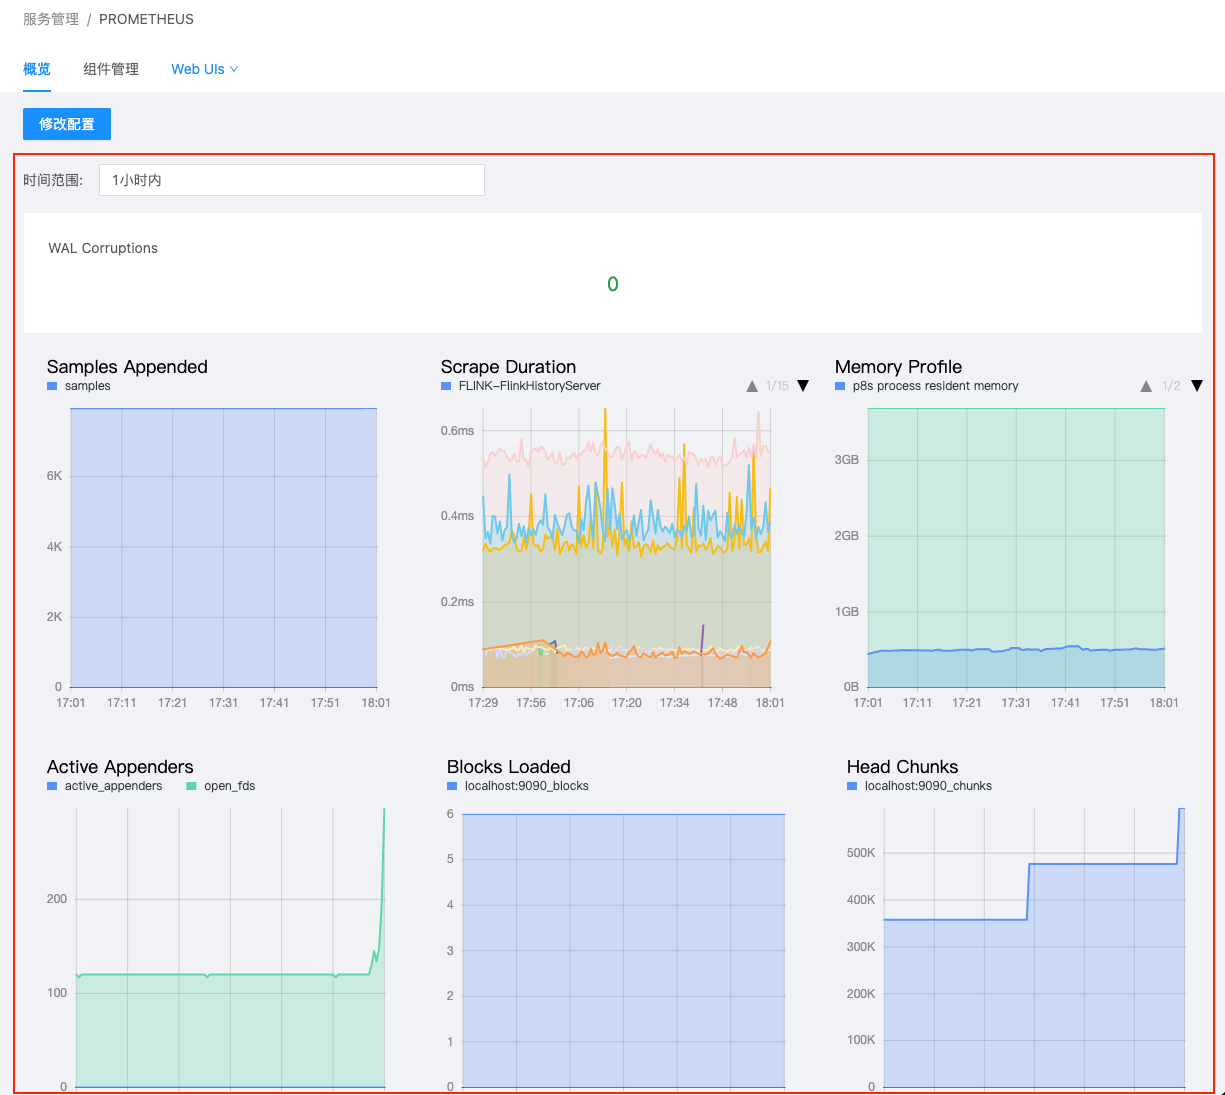 服务管理 / PROMETHEUS
概览 组件管理 Web UIs
修改配置
时间范围: 1小时内
WAL Corruptions
0
Samples Appended
samples
6K
4K
2K
0
17:01 17:11 17:21 17:31 17:41 17:51 18:01
Scrape Duration
FLINK-FlinkHistoryServer
1/15
0.6ms
0.4ms
0.2ms
0ms
17:29 17:56 17:06 17:20 17:34 17:48 18:01
Memory Profile
p8s process resident memory
1/2
3GB
2GB
1GB
0B
17:01 17:11 17:21 17:31 17:41 17:51 18:01
Active Appenders
active_appenders open_fds
200
100
0
Blocks Loaded
localhost:9090_blocks
6
5
4
3
2
1
0
Head Chunks
localhost:9090_chunks
500K
400K
300K
200K
100K
0